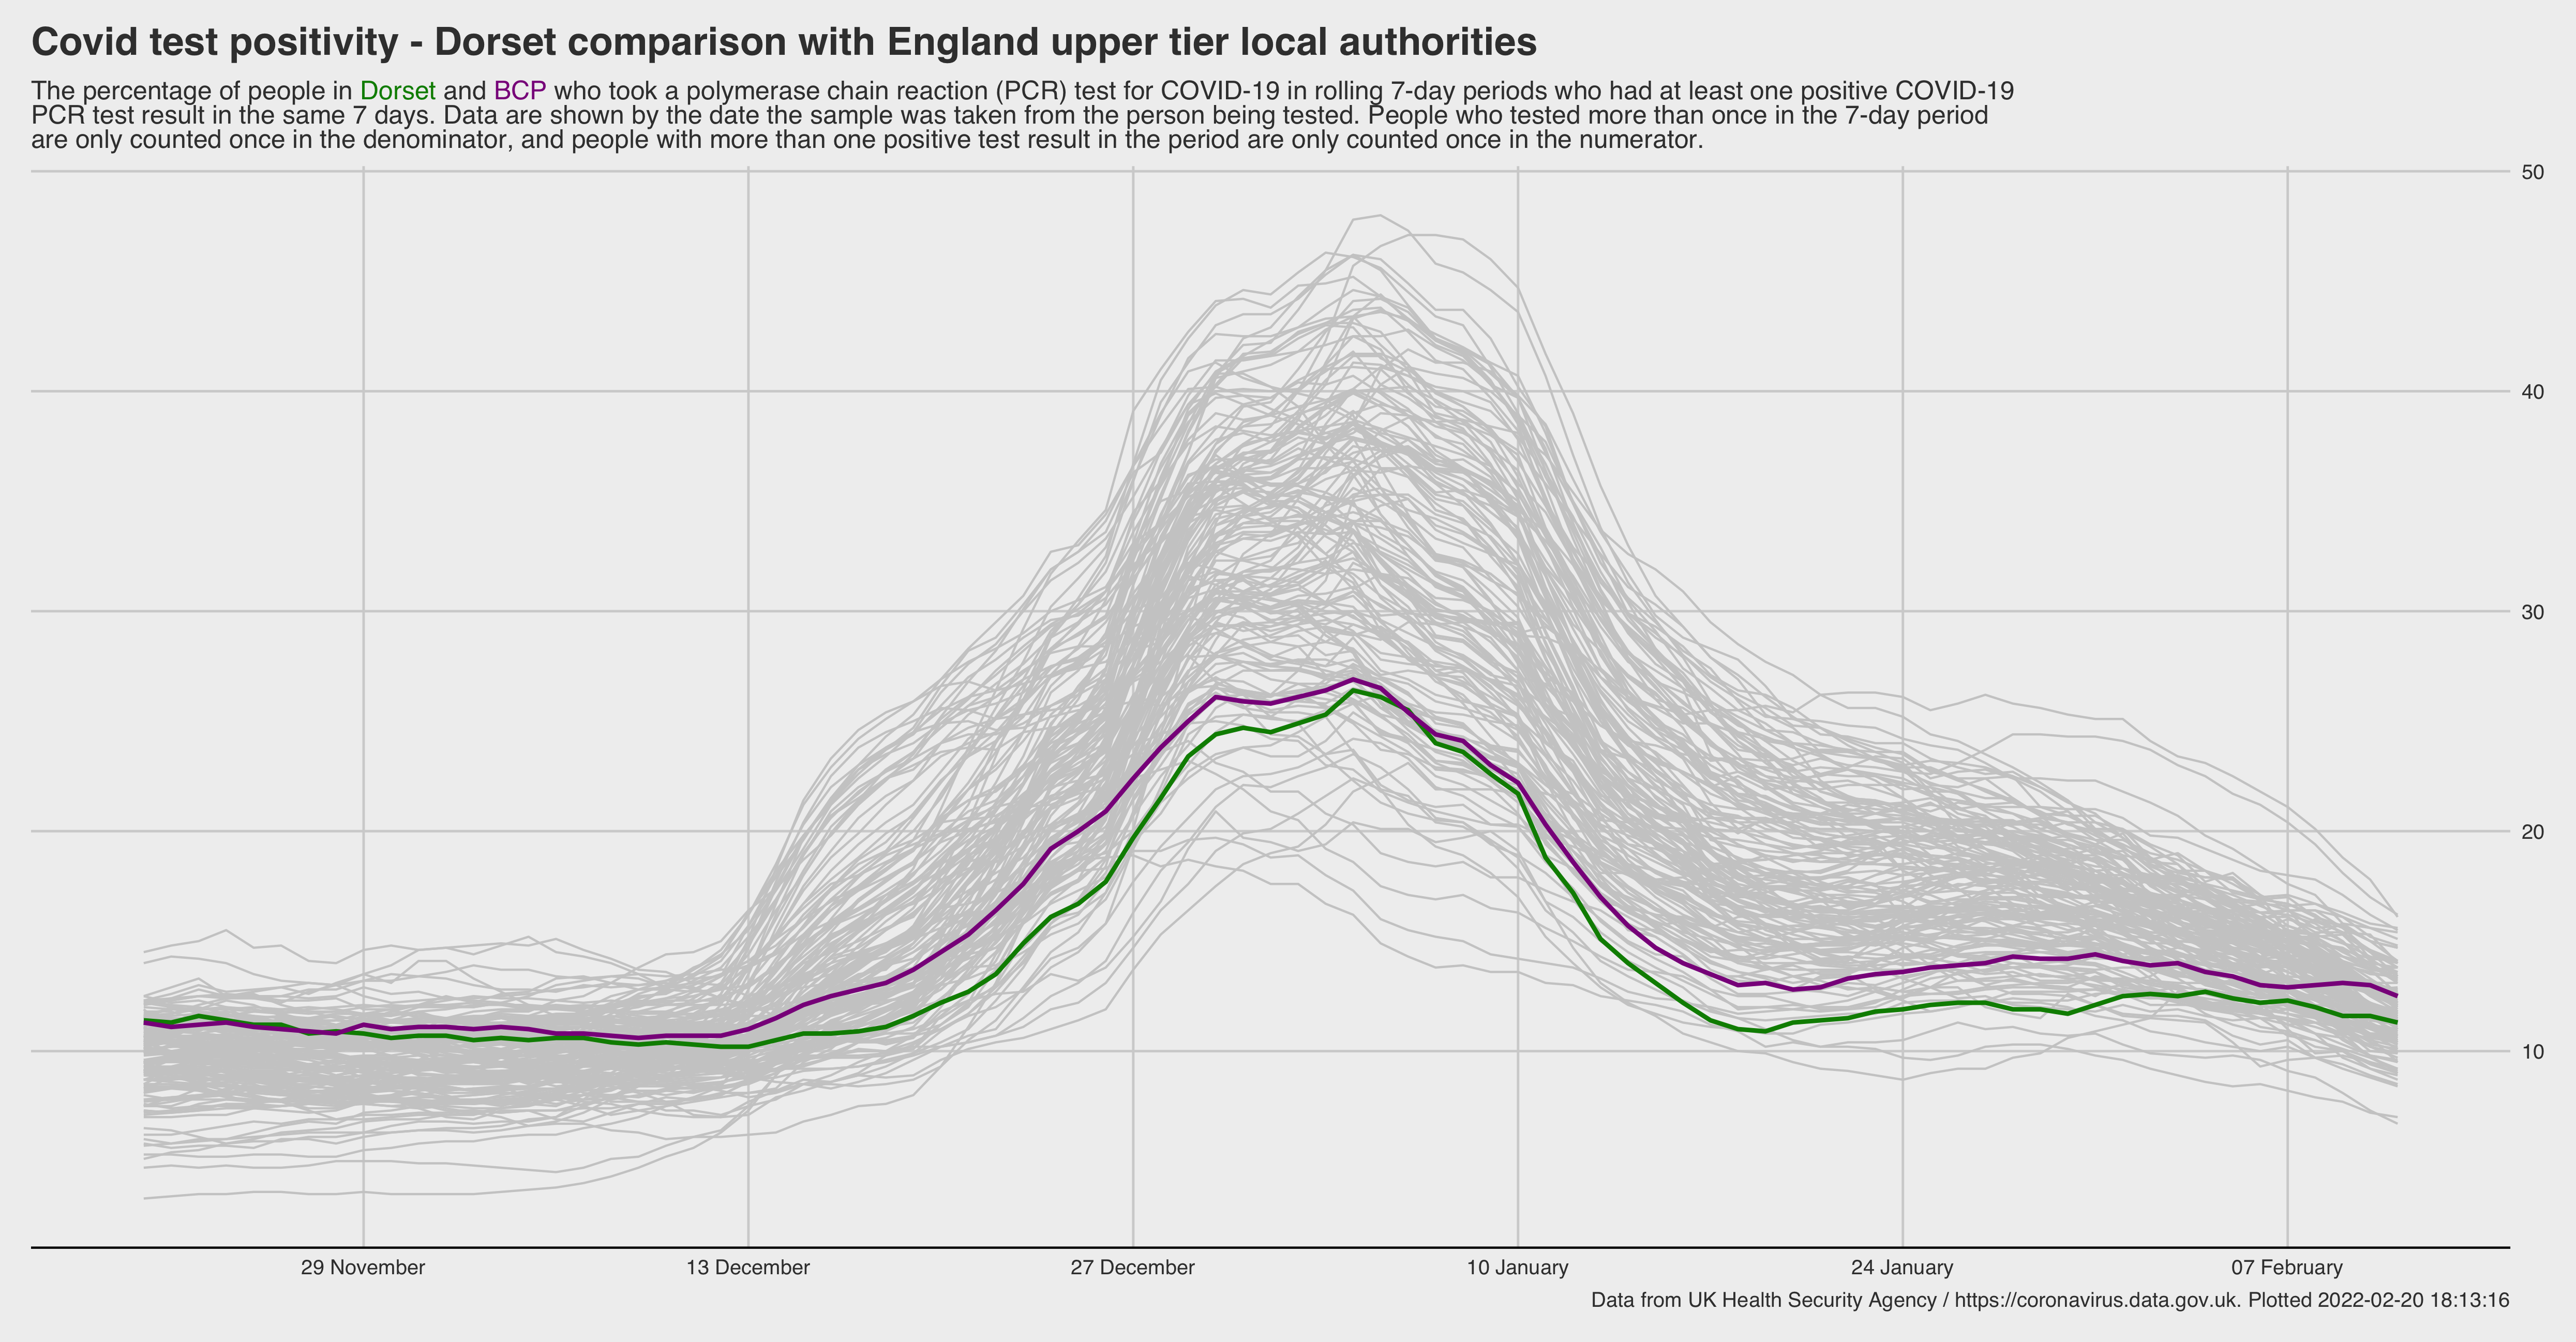 Covid test positivity - Dorset comparison with England upper tier local authorities
The percentage of people in Dorset and BCP who took a polymerase chain reaction (PCR) test for COVID-19 in rolling 7-day periods who had at least one positive COVID-19
PCR test result in the same 7 days. Data are shown by the date the sample was taken from the person being tested. People who tested more than once in the 7-day period
are only counted once in the denominator, and people with more than one positive test result in the period are only counted once in the numerator.
50
40
30
20
10
29 November
13 December
27 December
10 January
24 January
07 February
Data from UK Health Security Agency / https://coronavirus.data.gov.uk. Plotted 2022-02-20 18:13:16